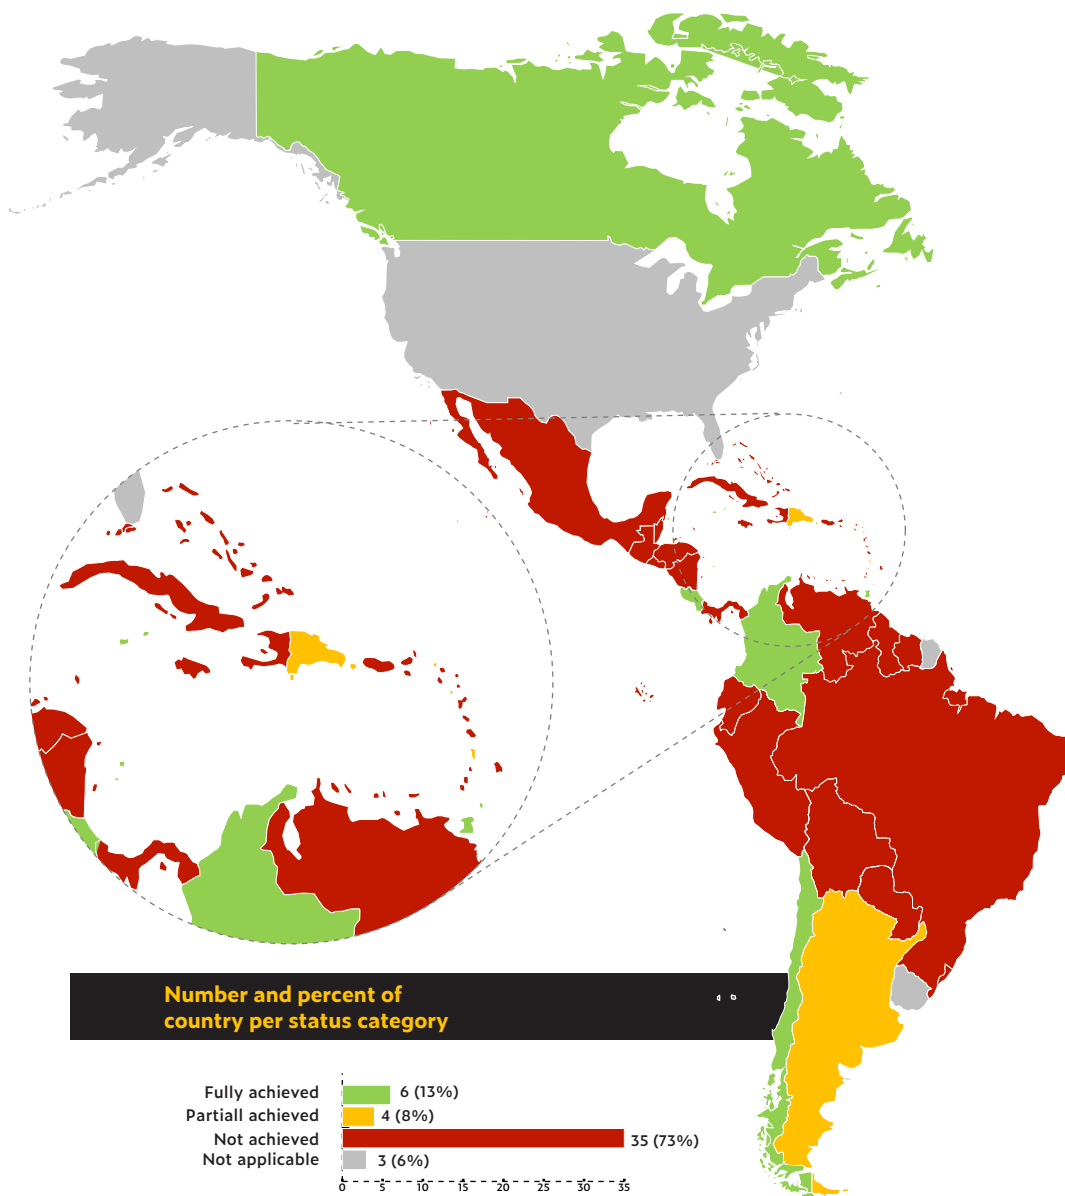 Number and percent of
country per status category
Fully achieved 6 (13%)
Partiall achieved 4 (8%)
Not achieved 35 (73%)
Not applicable 3 (6%)
0 5 10 15 20 25 30 35